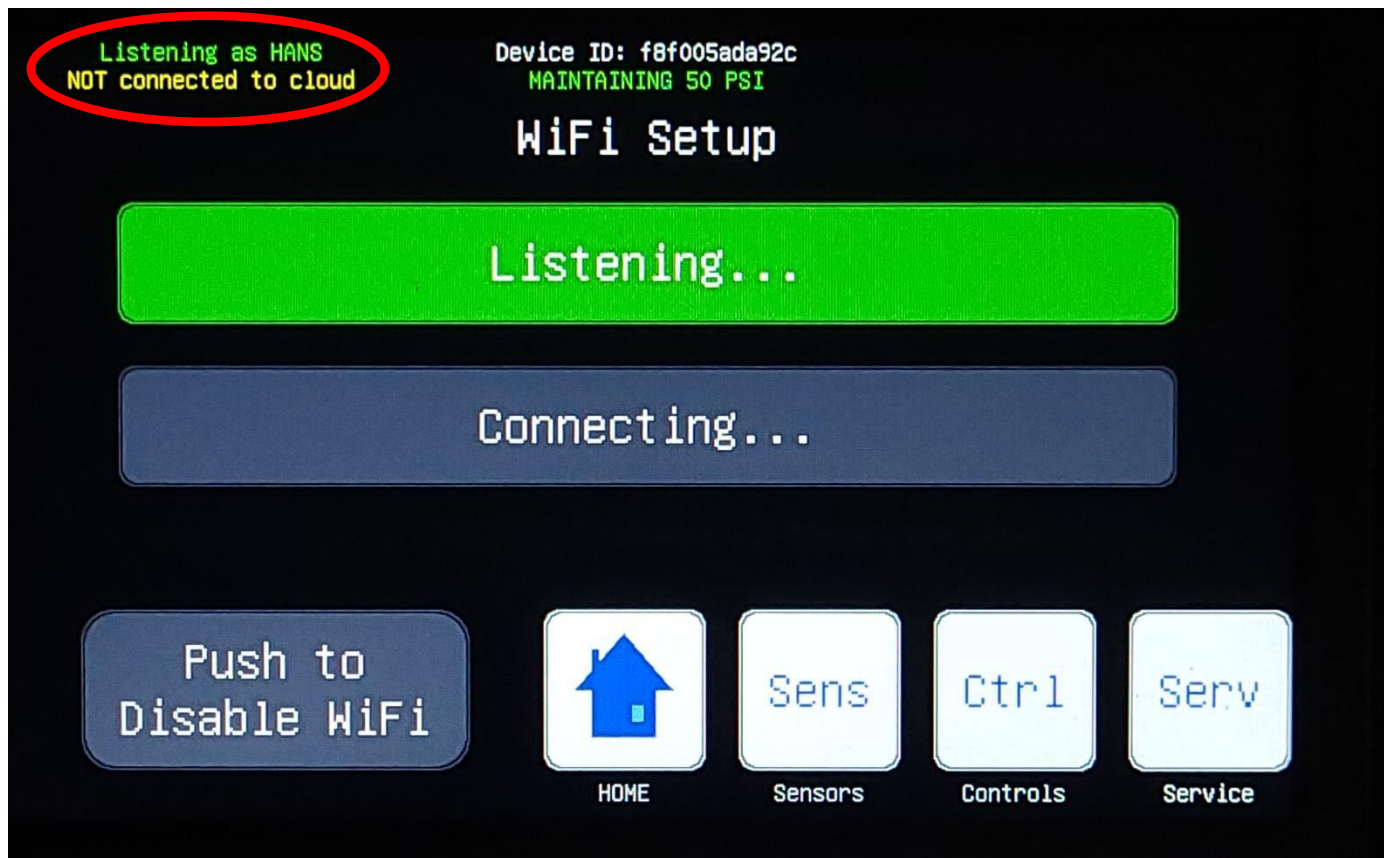 Listening as HANS
NOT connected to cloud
Device ID: f8f005ada92c
MAINTAINING 50 PSI
WiFi Setup
Listening...
Connecting...
Push to
Disable WiFi
Sens
Ctrl
Serv
HOME
Sensors
Controls
Service